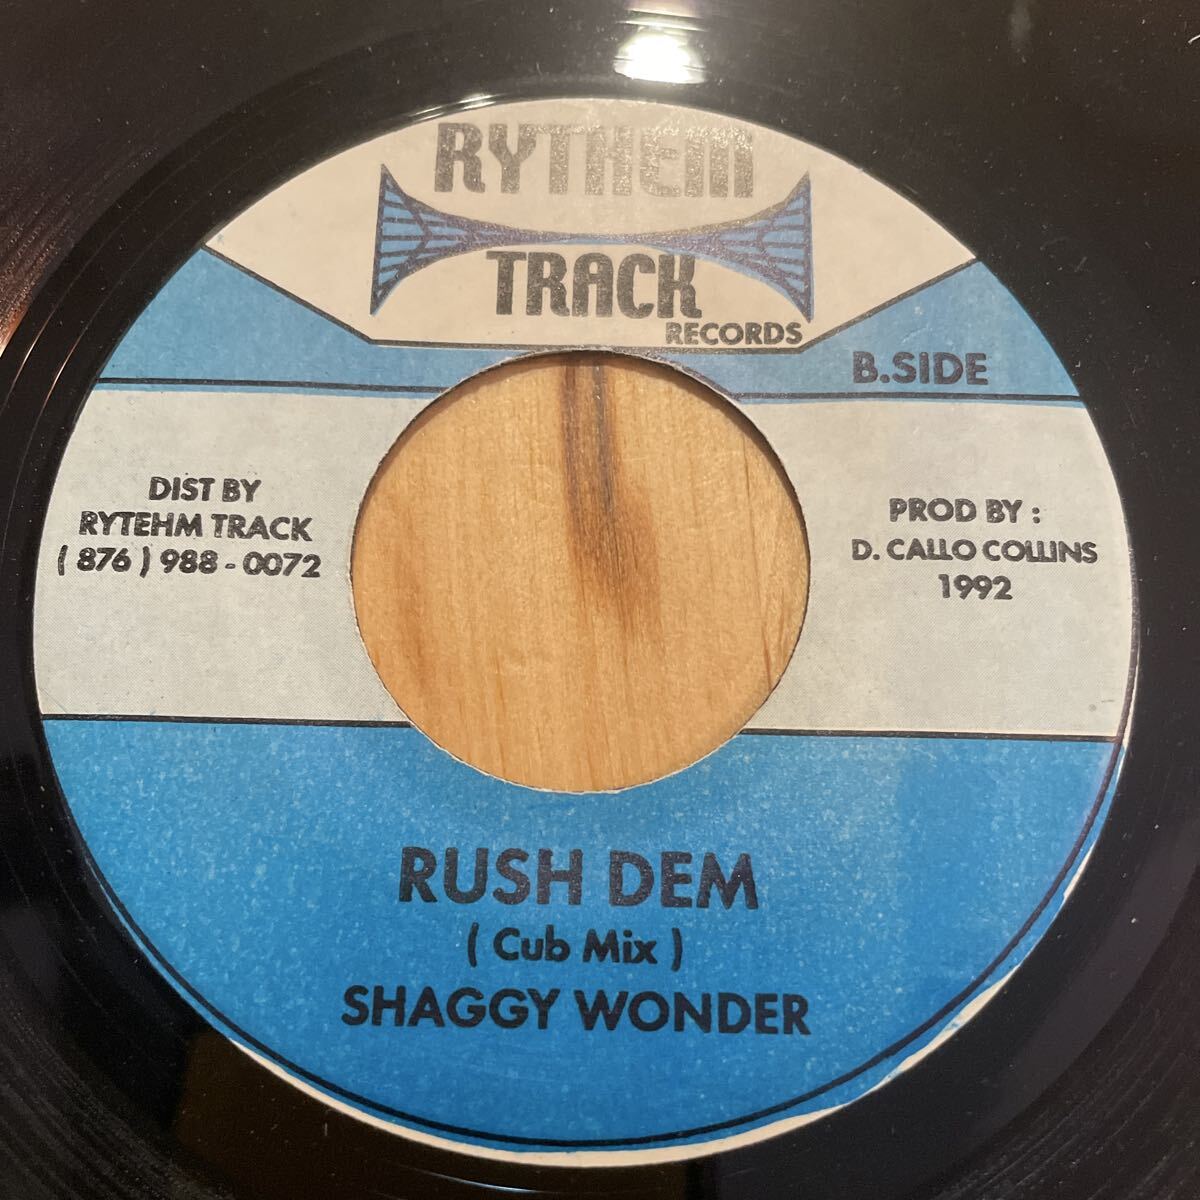 RYTHEM
TRACK
RECORDS
B.SIDE
DIST BY
RYTEHM TRACK
( 876 ) 988 - 0072
PROD BY :
D. CALLO COLLINS
1992
RUSH DEM
( Cub Mix )
SHAGGY WONDER